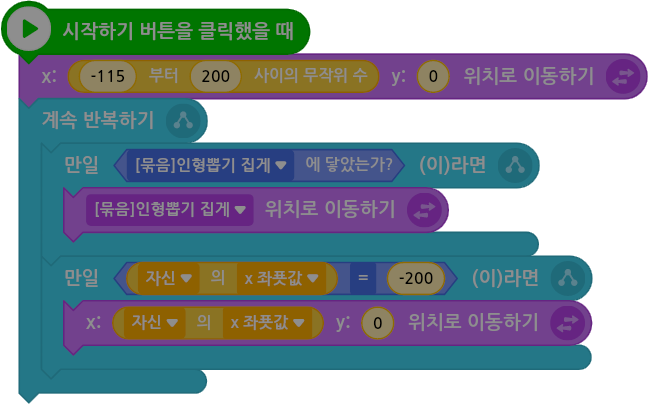 시작하기 버튼을 클릭했을 때
x: -115 부터 200 사이의 무작위 수 y: 0 위치로 이동하기
계속 반복하기
만일 [묶음]인형뽑기 집게 에 닿았는가? (이)라면
[묶음]인형뽑기 집게 위치로 이동하기
만일 자신 의 x 좌푯값 = -200 (이)라면
x: 자신 의 x 좌푯값 y: 0 위치로 이동하기